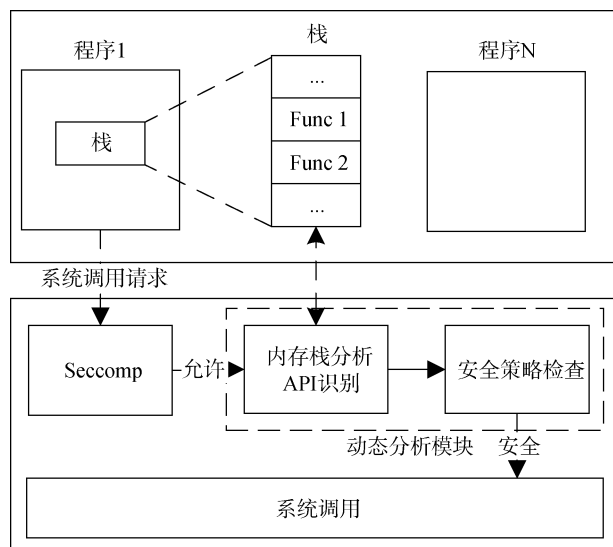 程序1
栈
程序N
栈
...
Func 1
Func 2
...
系统调用请求
Seccomp
允许
内存栈分析
API识别
安全策略检查
动态分析模块
安全
系统调用